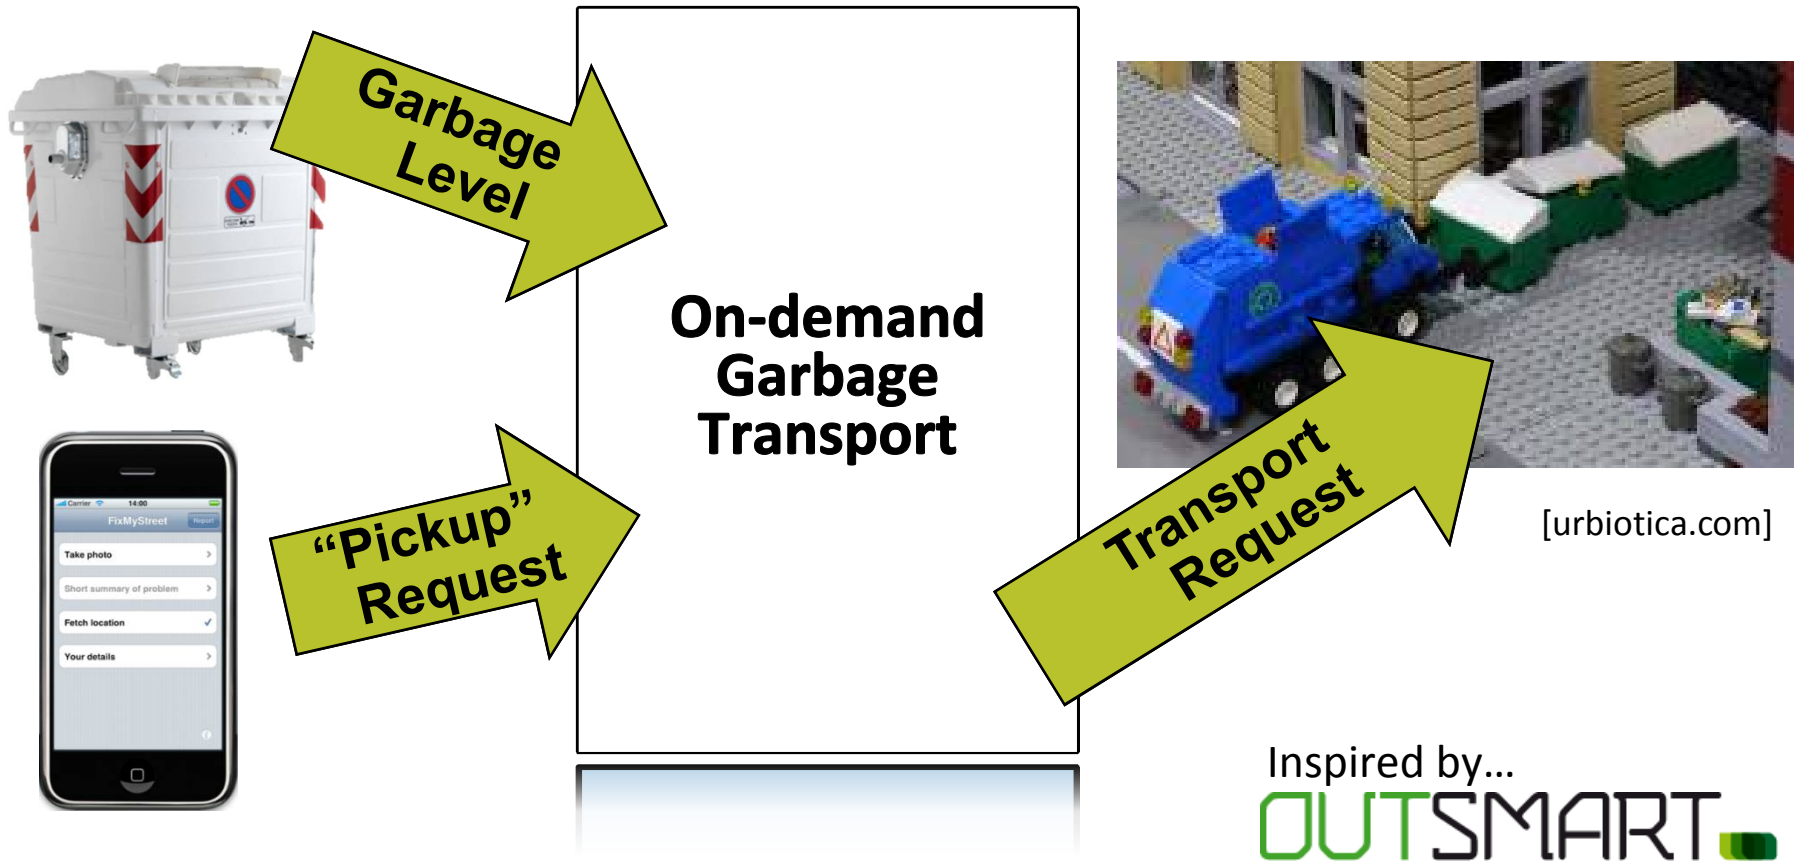 Garbage
Level
On-demand
Garbage
Transport
“Pickup”
Request
Carrier
14:00
FixMyStreet
Report
Take photo
Short summary of problem
Fetch location
Your details
Transport
Request
[urbiotica.com]
Inspired by...
OUTSMART